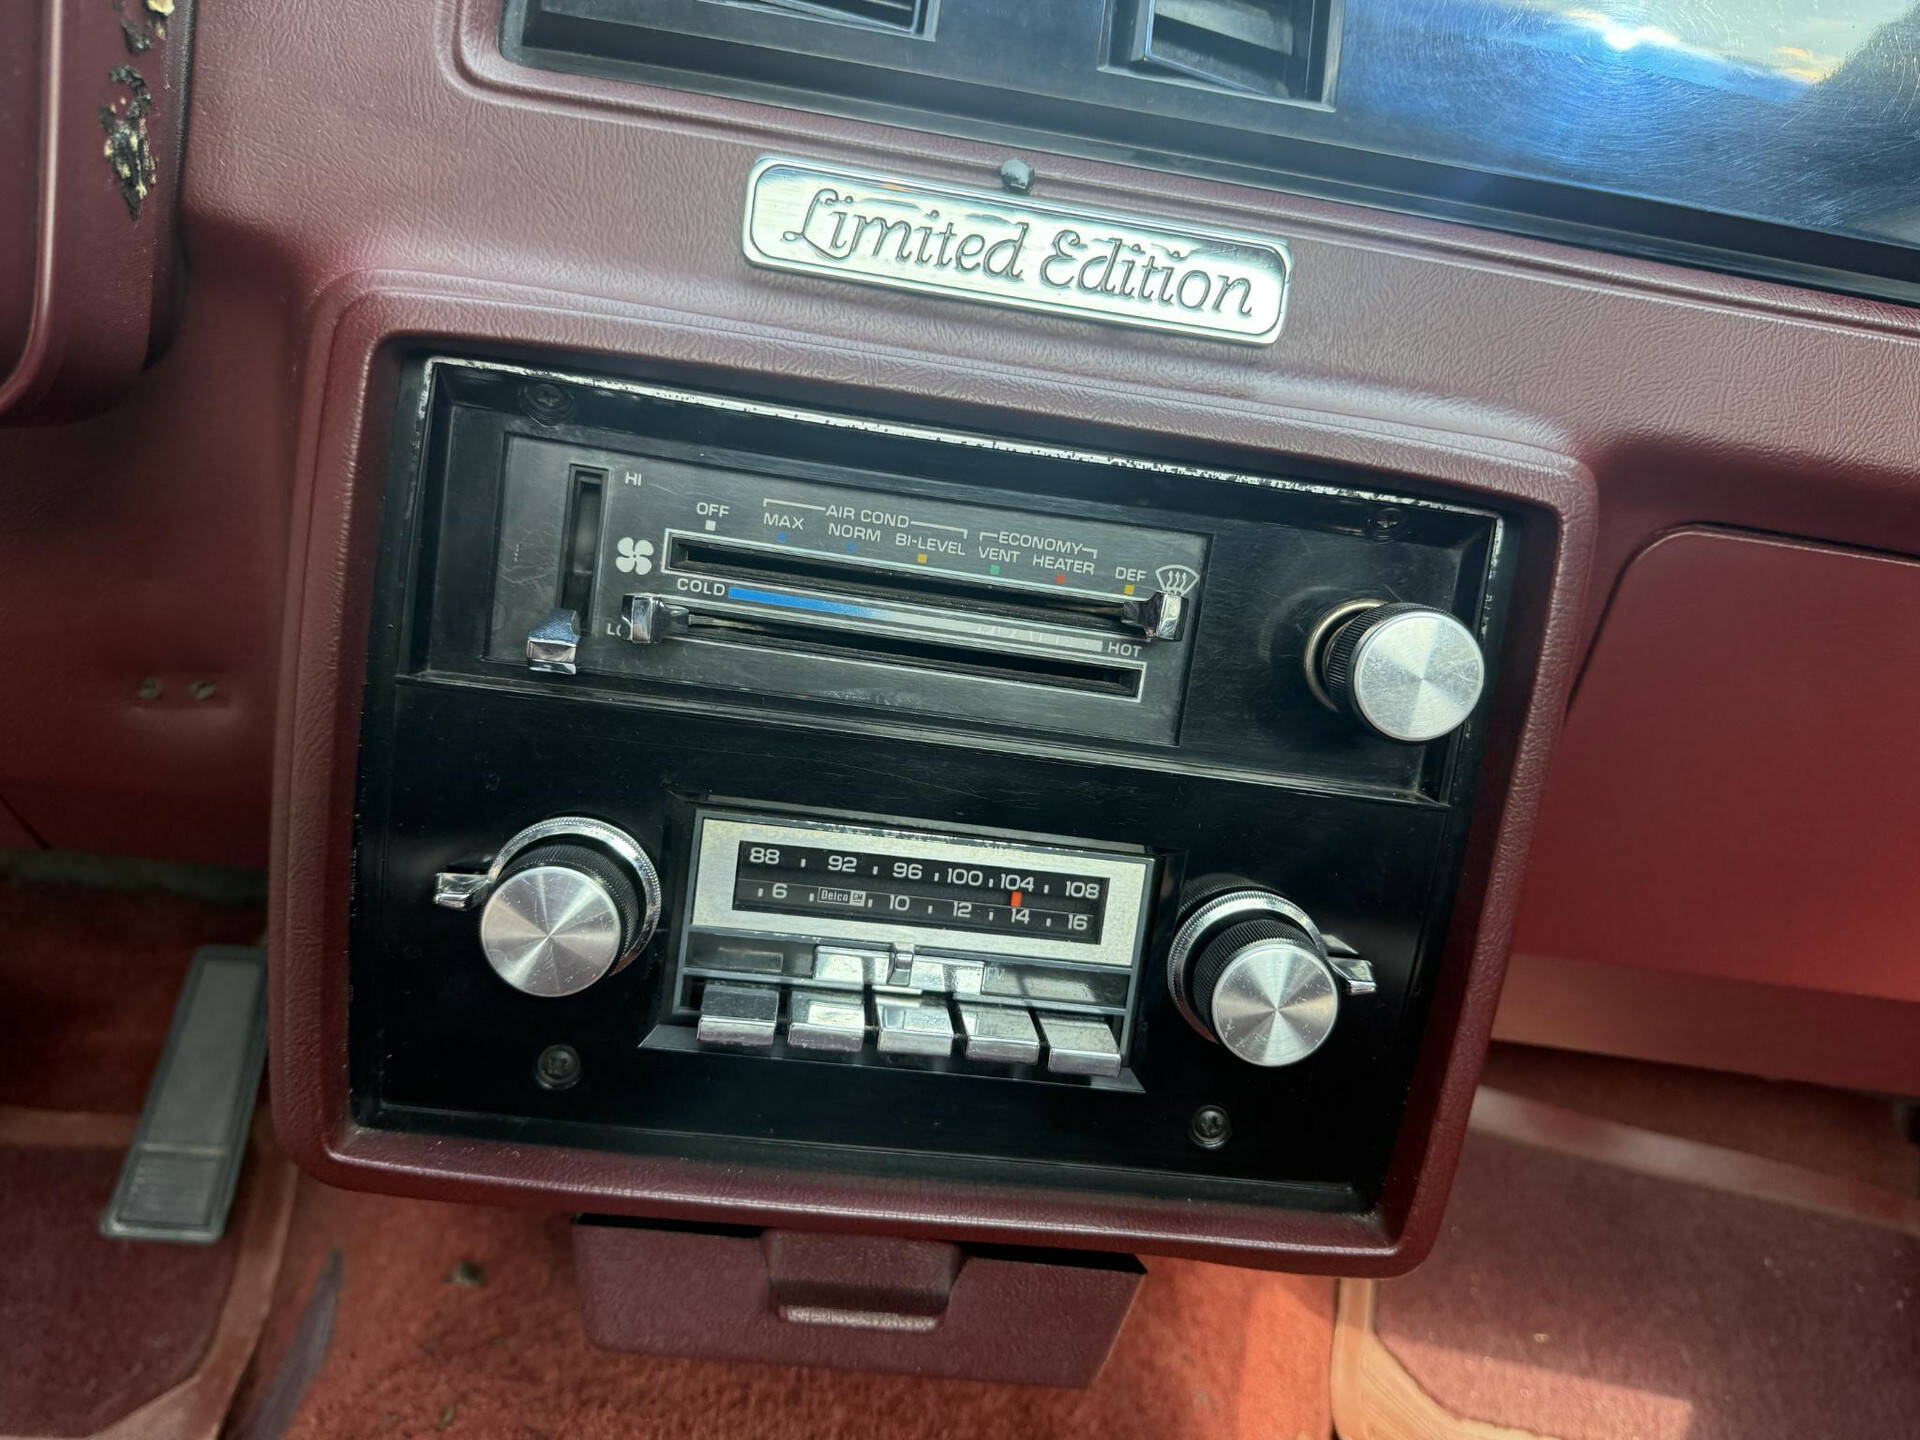 Limited Edition
HI
OFF
AIR COND
MAX NORM BI-LEVEL
ECONOMY
VENT HEATER
DEF
COLD
HOT
88 92 96 100 104 108
6 Delco GM 10 12 14 16
FM